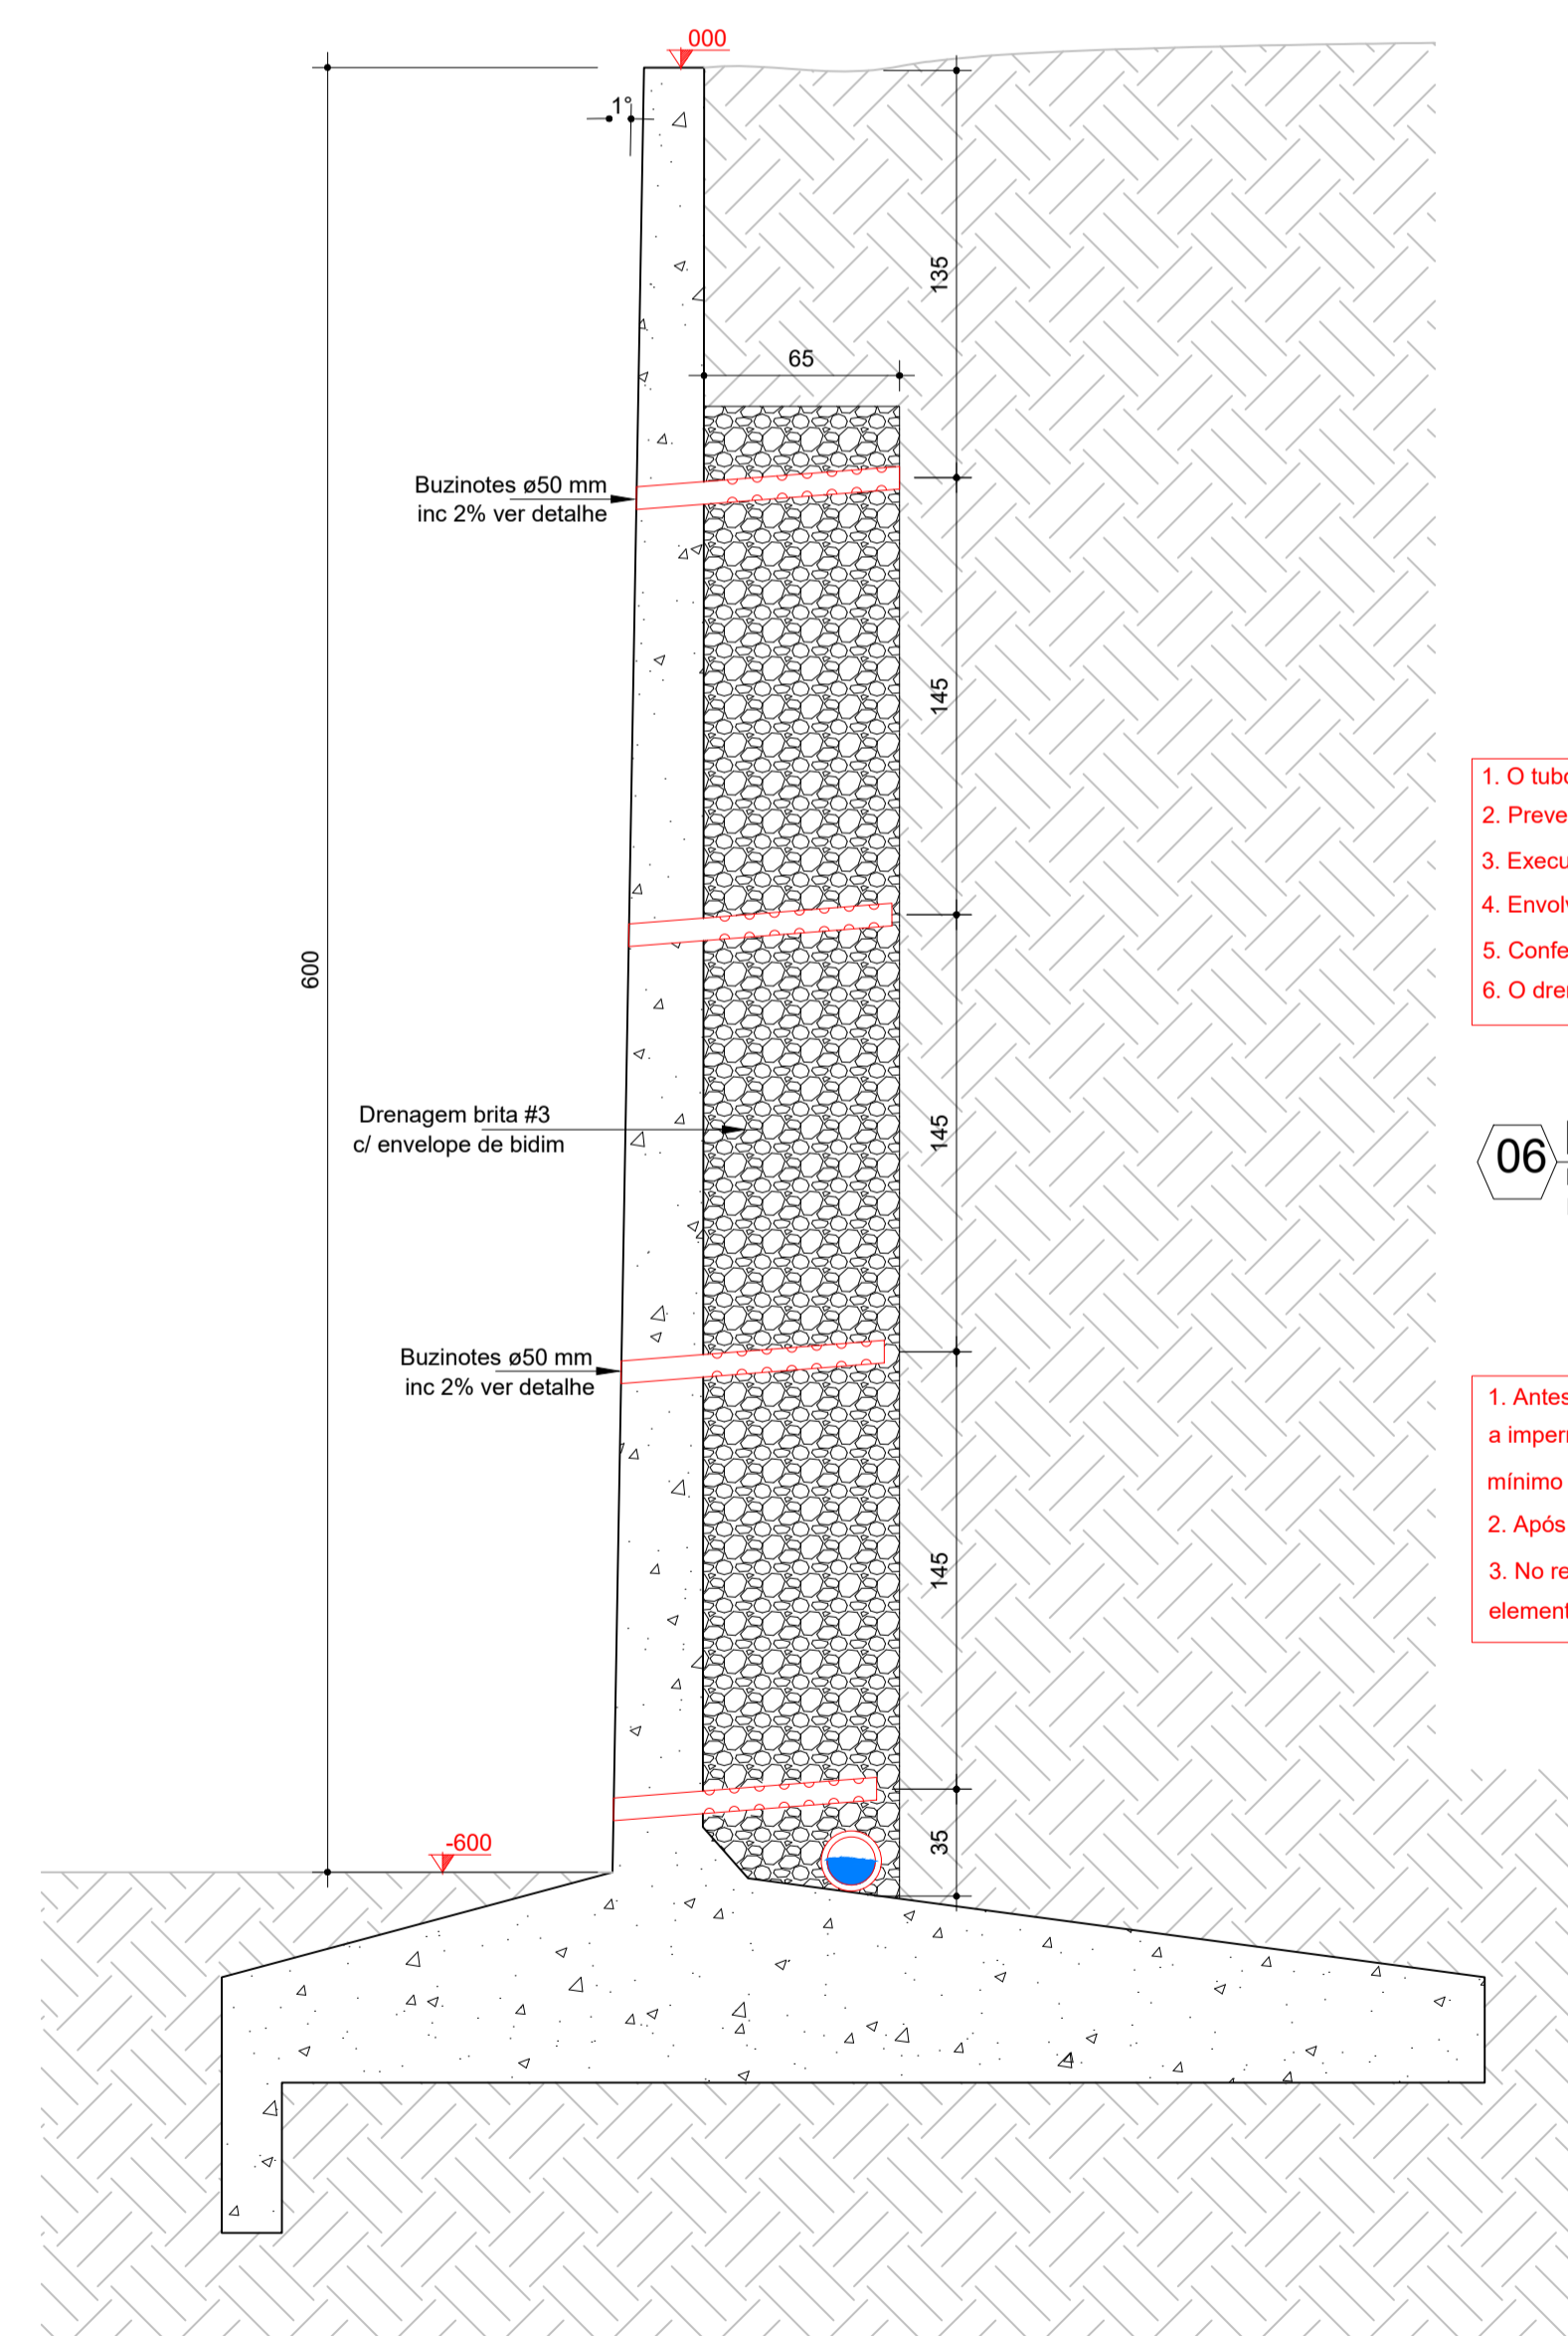 000
1°
135
65
Buzinotes ø50 mm
inc 2% ver detalhe
145
600
Drenagem brita #3
c/ envelope de bidim
145
Buzinotes ø50 mm
inc 2% ver detalhe
145
35
-600
1. O tubo
2. Preve
3. Execu
4. Envolv
5. Confe
6. O dre
06
1. Antes
a imper
mínimo
2. Após
3. No re
element